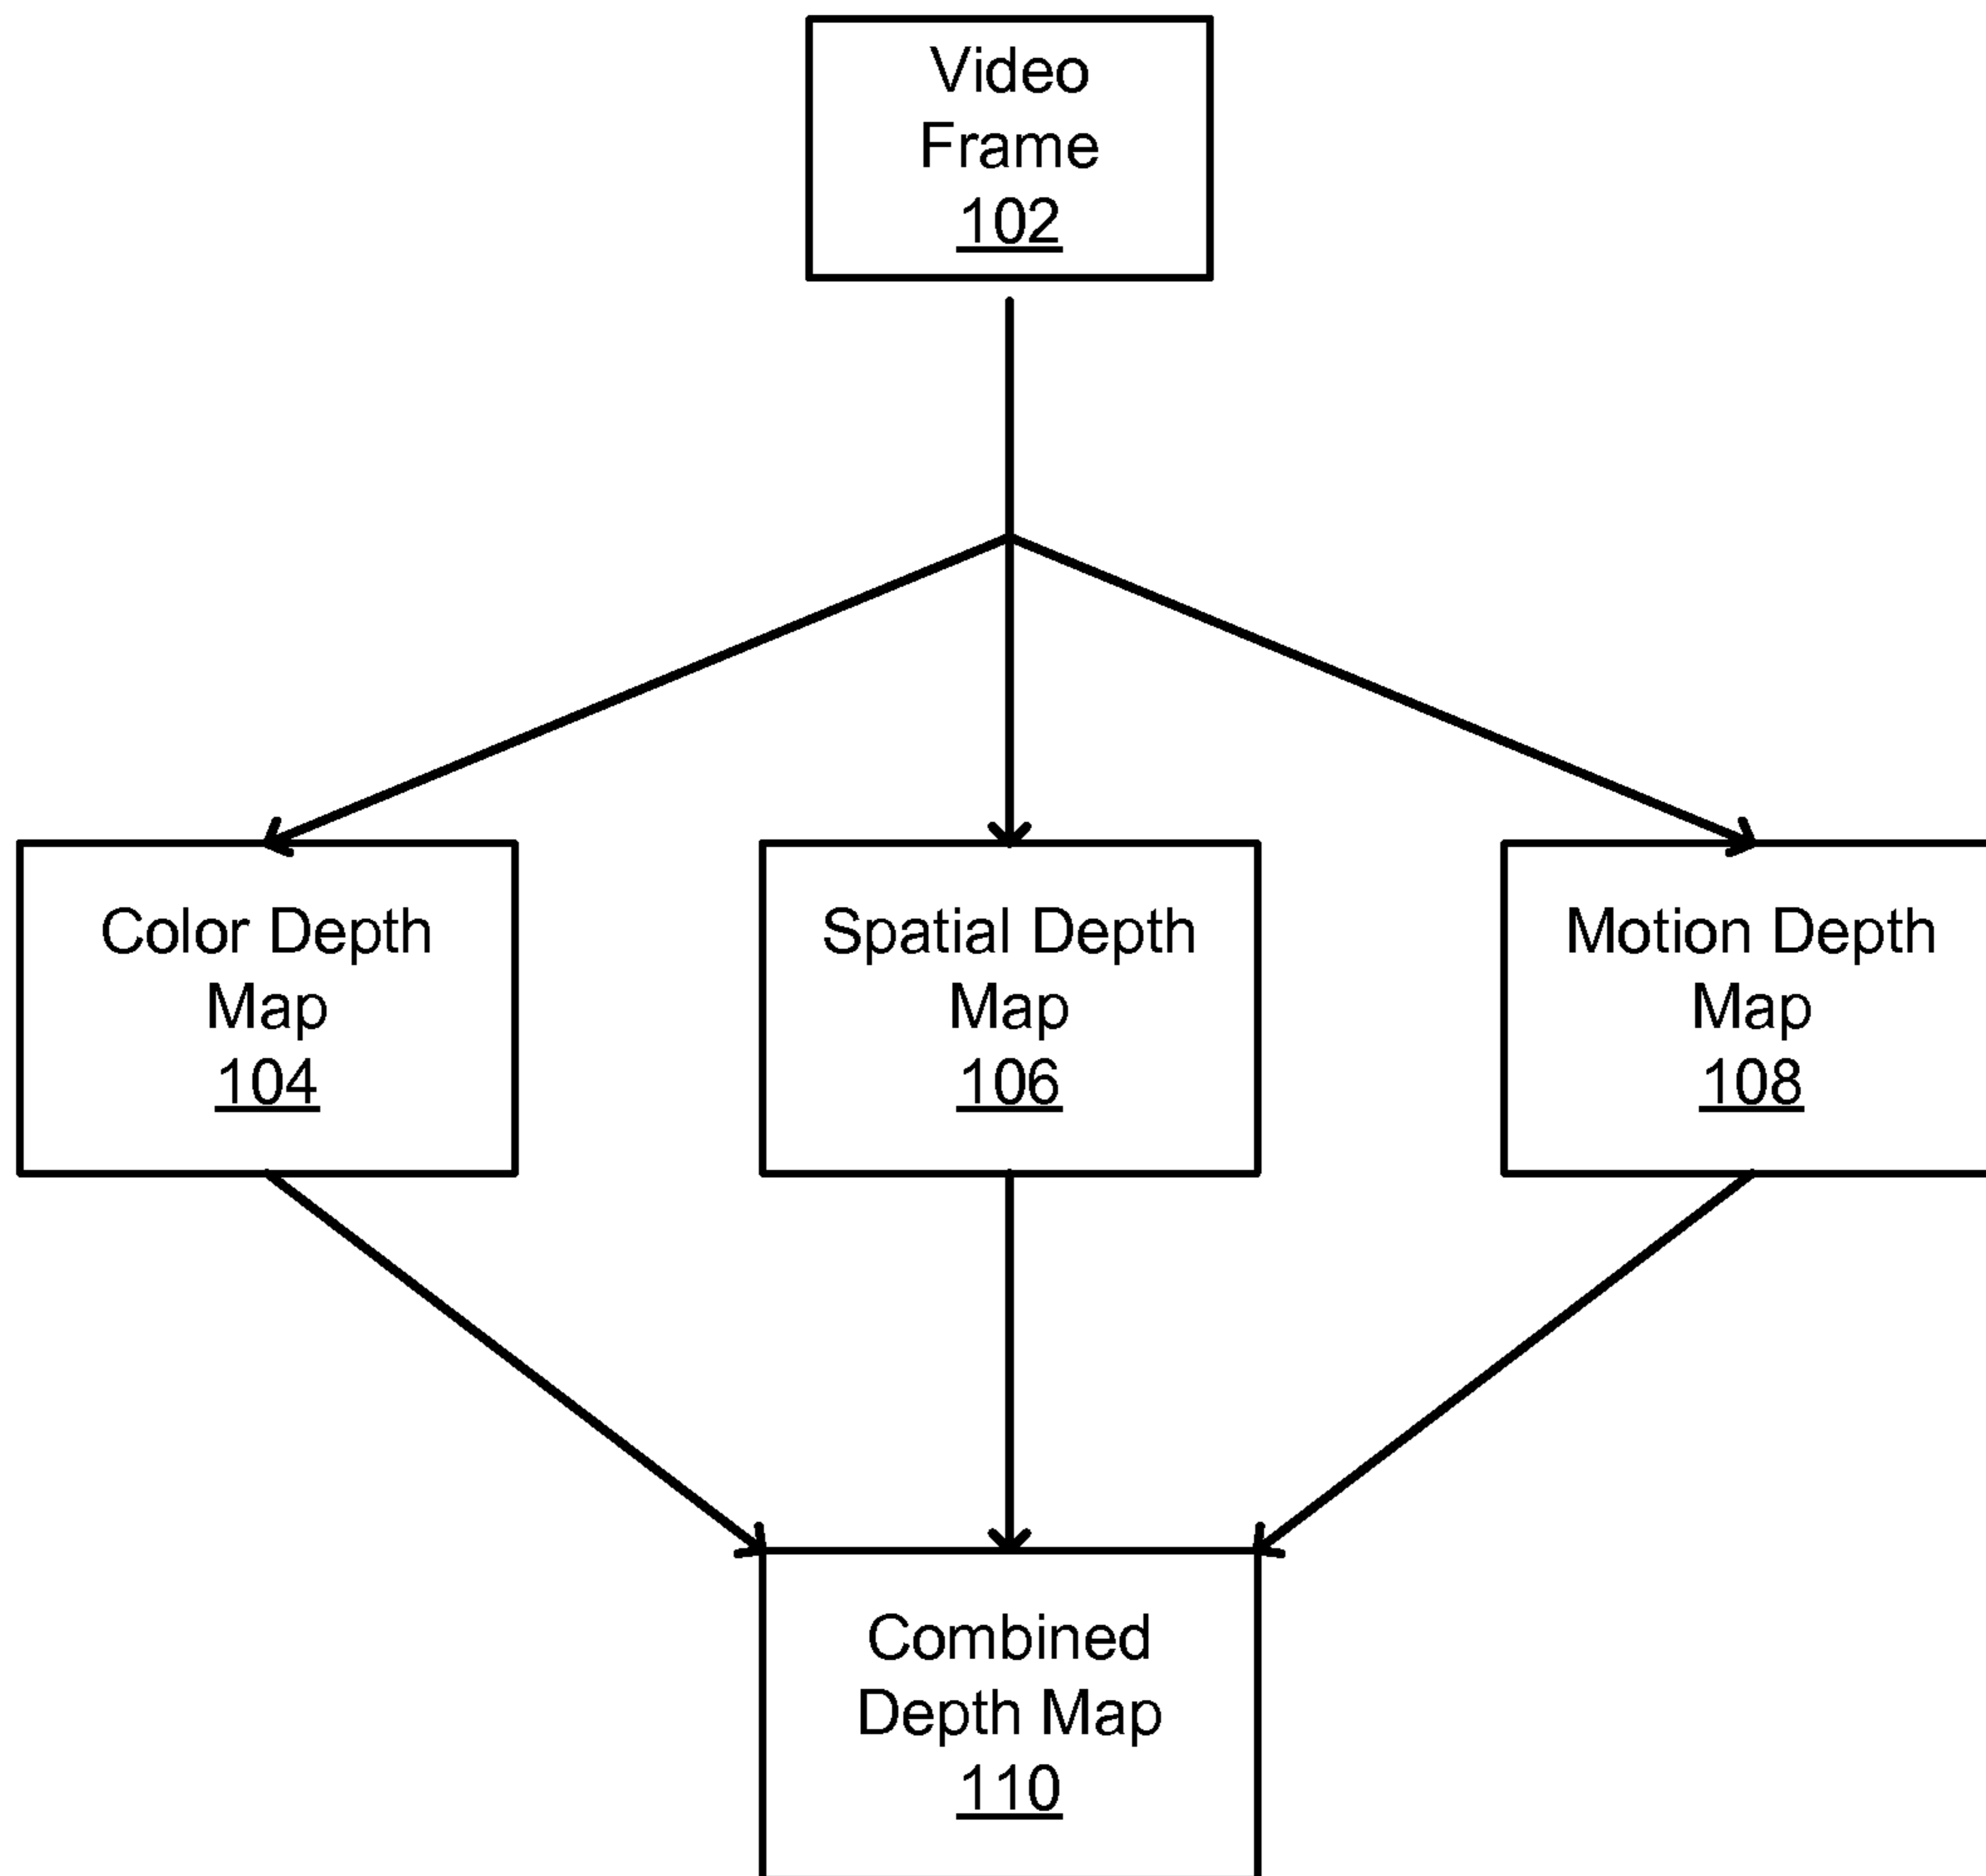 Video
Frame
102
Color Depth
Map
104
Spatial Depth
Map
106
Motion Depth
Map
108
Combined
Depth Map
110